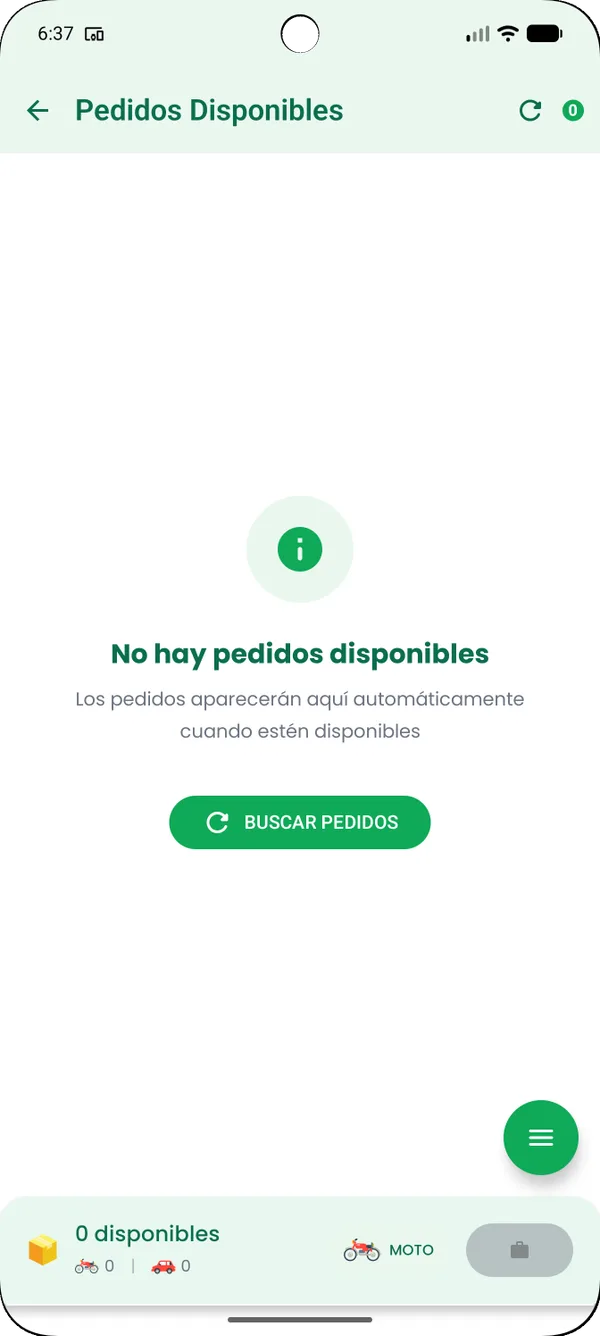 6:37
Pedidos Disponibles
0
No hay pedidos disponibles
Los pedidos aparecerán aquí automáticamente
cuando estén disponibles
BUSCAR PEDIDOS
0 disponibles
0 | 0
MOTO